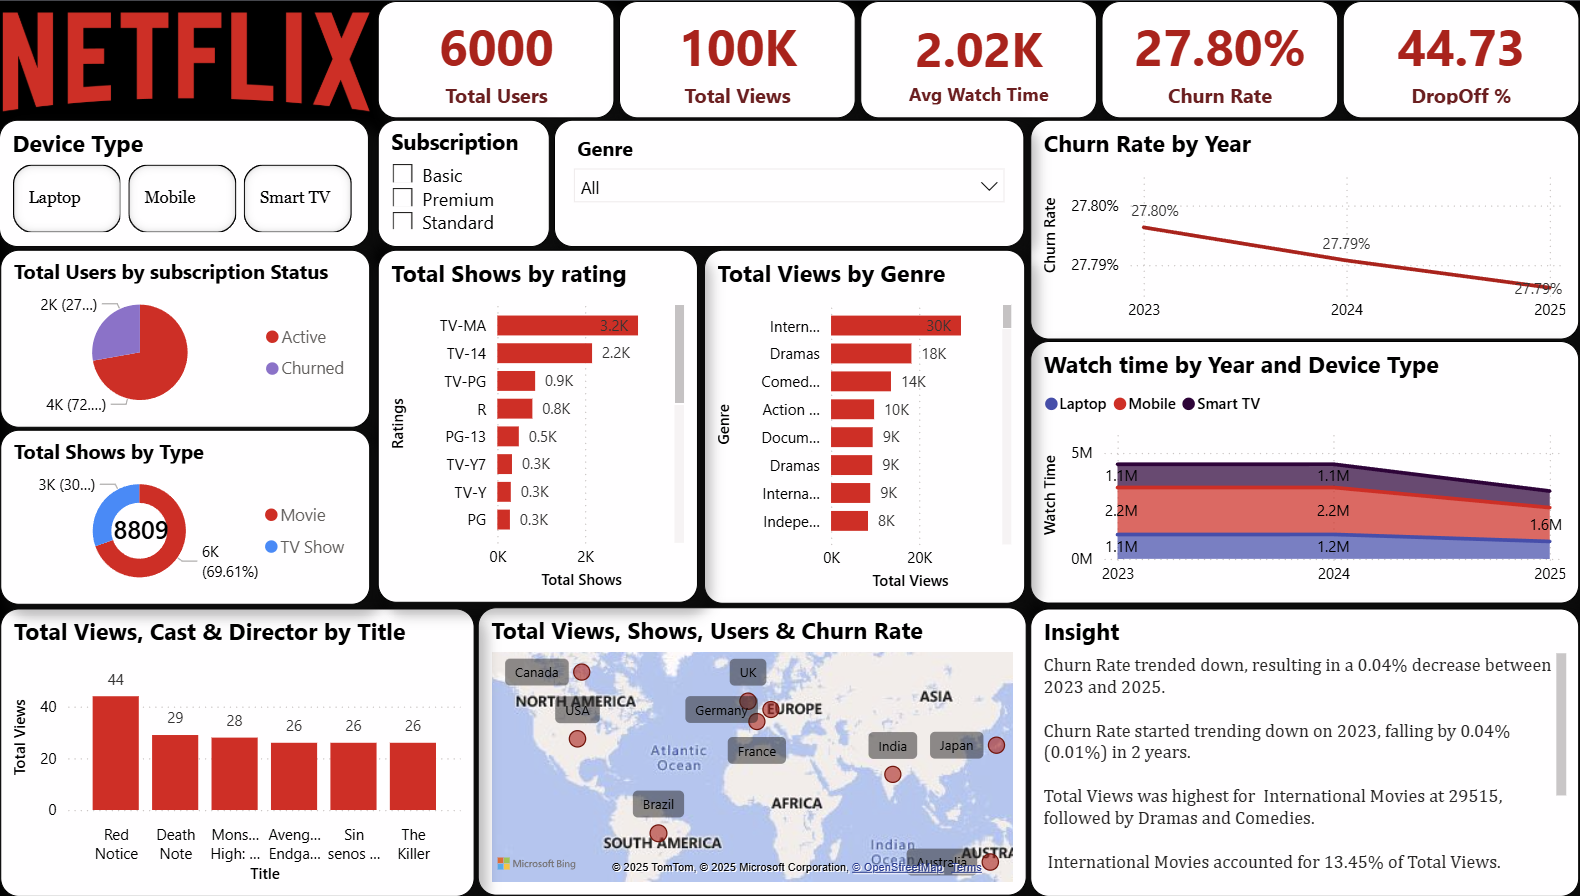 NETFLIX
6000
Total Users
100K
Total Views
2.02K
Avg Watch Time
27.80%
Churn Rate
44.73
DropOff %
Device Type
Laptop
Mobile
Smart TV
Subscription
Basic
Premium
Standard
Genre
All
Churn Rate by Year
Churn Rate
27.80%
27.79%
27.80%
27.79%
27.79%
2023
2024
2025
Total Users by subscription Status
2K (27...)
4K (72....)
Active
Churned
Total Shows by rating
Ratings
TV-MA
3.2K
TV-14
2.2K
TV-PG
0.9K
R
0.8K
PG-13
0.5K
TV-Y7
0.3K
TV-Y
0.3K
PG
0.3K
0K
2K
Total Shows
Total Views by Genre
Genre
Intern...
30K
Dramas
18K
Comed...
14K
Action ...
10K
Docum...
9K
Dramas
9K
Interna...
9K
Indepe...
8K
0K
20K
Total Views
Watch time by Year and Device Type
Laptop
Mobile
Smart TV
Watch Time
5M
0M
1.1M
1.1M
2.2M
2.2M
1.6M
1.1M
1.2M
2023
2024
2025
Total Shows by Type
3K (30...)
8809
6K
(69.61%)
Movie
TV Show
Total Views, Cast & Director by Title
Total Views
40
20
0
44
29
28
26
26
26
Red
Notice
Death
Note
Mons...
High: ...
Aveng...
Endga...
Sin
senos ...
The
Killer
Title
Total Views, Shows, Users & Churn Rate
Canada
UK
NORTH AMERICA
USA
Germany
EUROPE
ASIA
Atlantic
Ocean
France
India
Japan
Brazil
AFRICA
SOUTH AMERICA
Indian
Ocean
Australia
AUSTRA
Microsoft Bing
© 2025 TomTom, © 2025 Microsoft Corporation, © OpenStreetMap Terms
Insight
Churn Rate trended down, resulting in a 0.04% decrease between
2023 and 2025.
Churn Rate started trending down on 2023, falling by 0.04%
(0.01%) in 2 years.
Total Views was highest for International Movies at 29515,
followed by Dramas and Comedies.
International Movies accounted for 13.45% of Total Views.